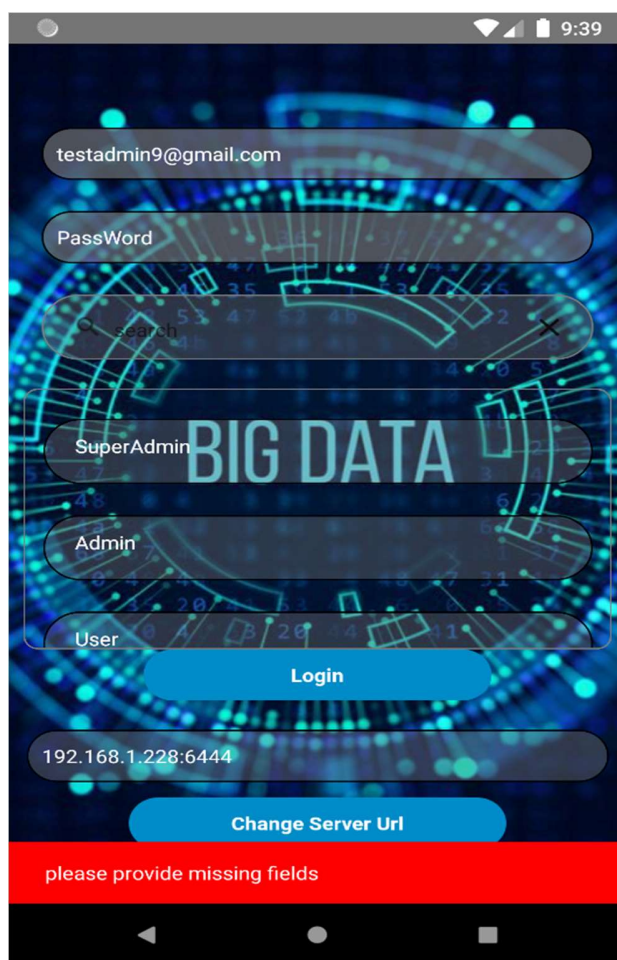 9:39
testadmin9@gmail.com
PassWord
search
SuperAdmin
BIG DATA
Admin
User
Login
192.168.1.228:6444
Change Server Url
please provide missing fields